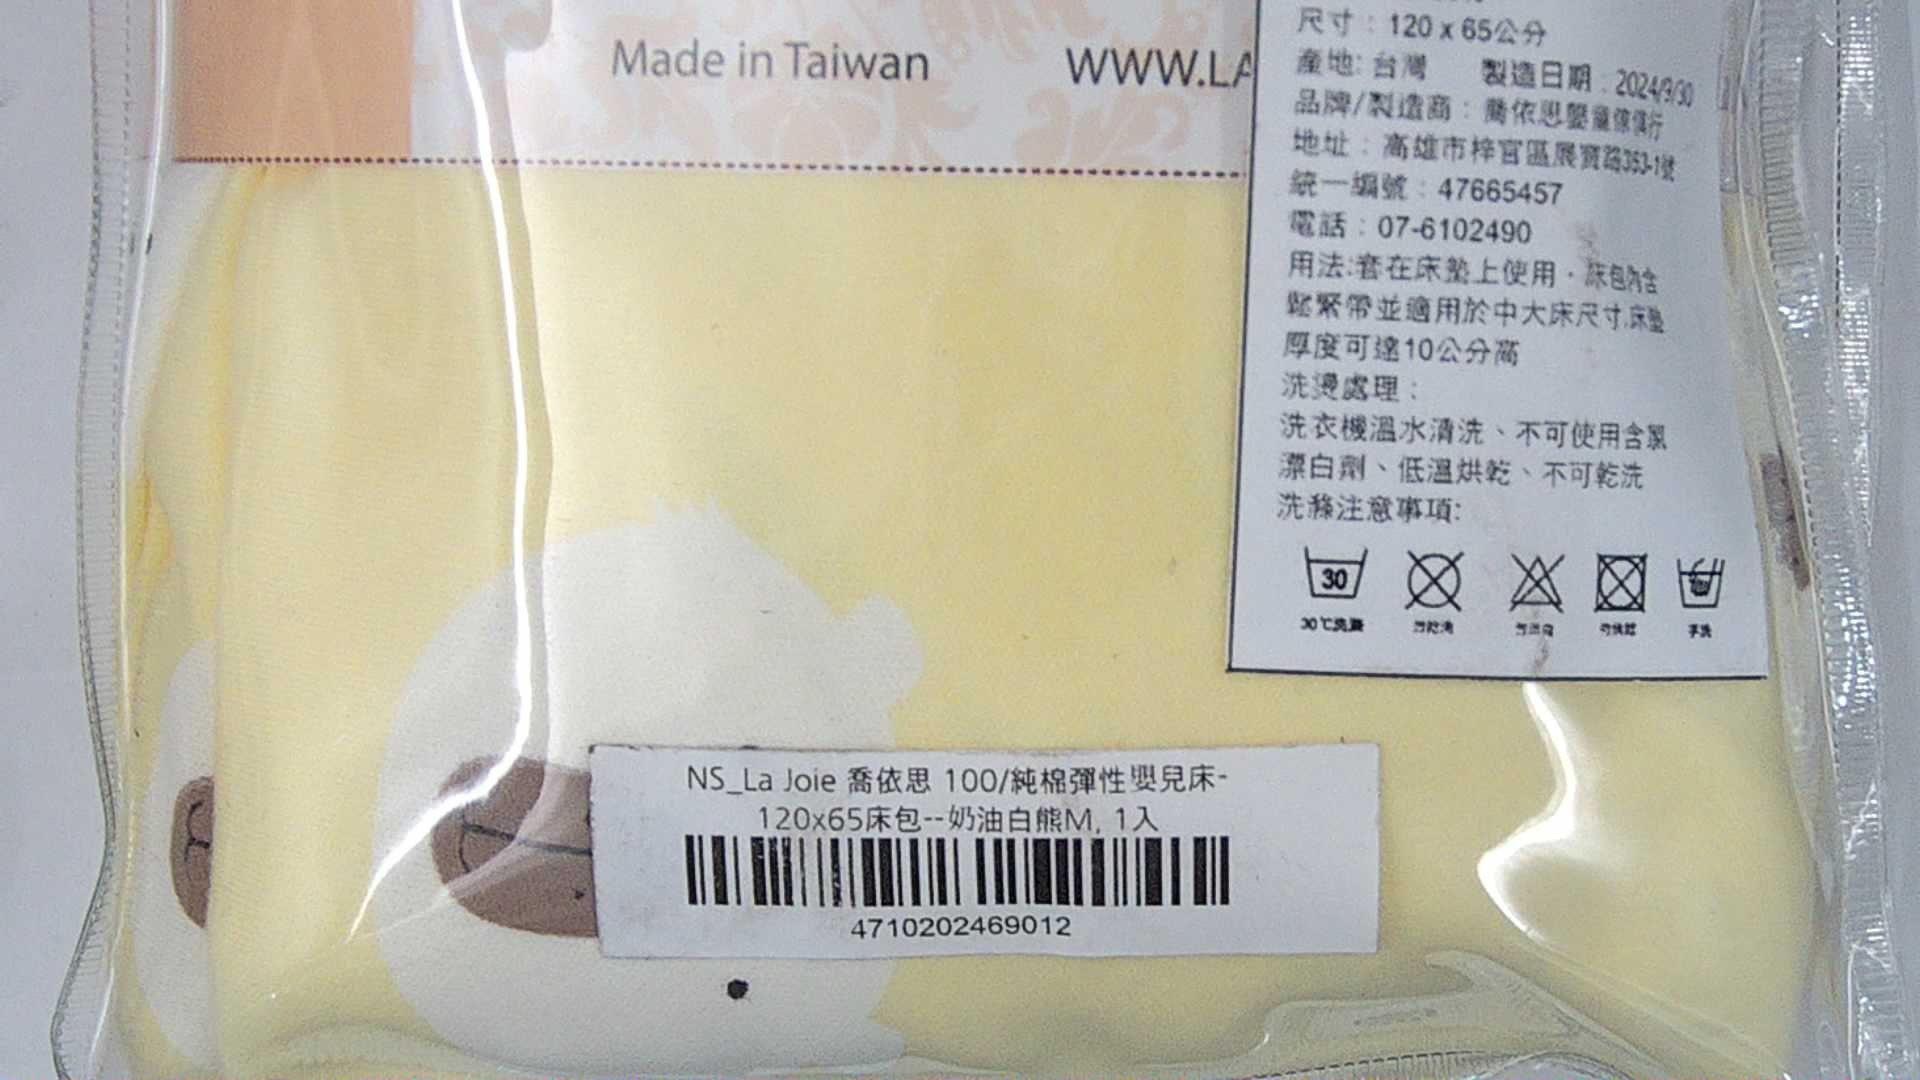 Made in Taiwan
WWW.LA
尺寸：120 x 65公分
產地: 台灣 製造日期：2024/9/30
品牌/製造商：喬依思嬰童傢俱行
地址：高雄市梓官區展寶路353-1號
統一編號：47665457
電話：07-6102490
用法:套在床墊上使用，床包內含
鬆緊帶並適用於中大床尺寸,床墊
厚度可達10公分高
洗燙處理：
洗衣機溫水清洗、不可使用含氯
漂白劑、低溫烘乾、不可乾洗
洗滌注意事項:
30
30℃洗滌
手洗
NS_La Joie 喬依思 100/純棉彈性嬰兒床-
120x65床包--奶油白熊M, 1入
4710202469012